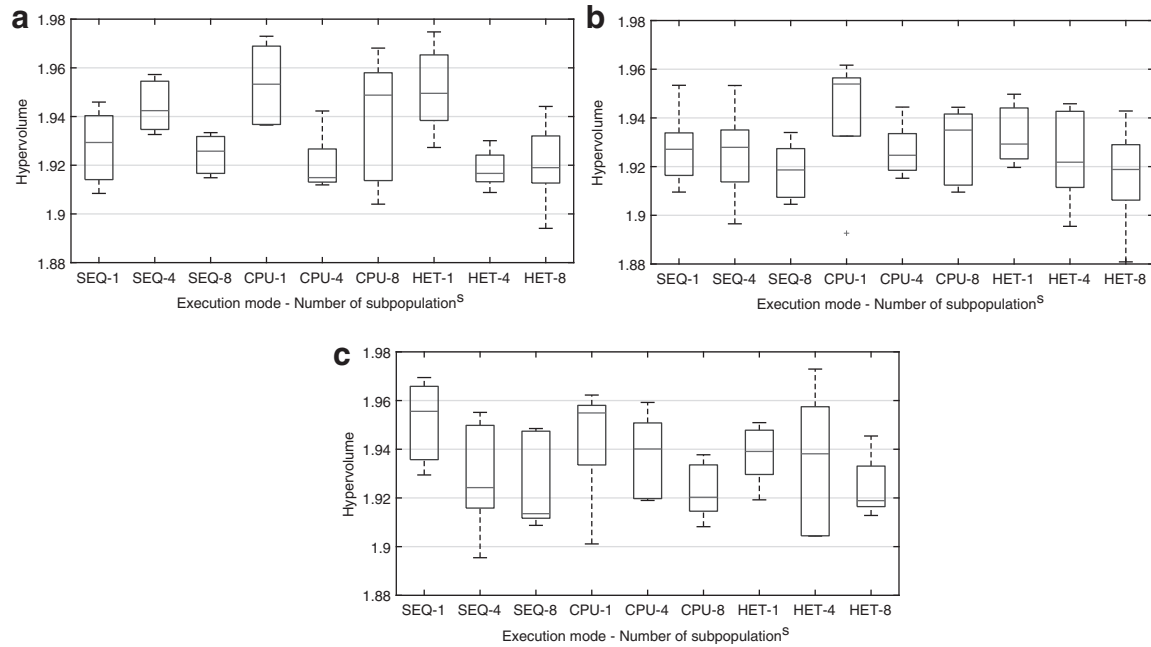 a
1.98
1.96
1.94
1.92
1.9
1.88
Hypervolume
SEQ-1 SEQ-4 SEQ-8 CPU-1 CPU-4 CPU-8 HET-1 HET-4 HET-8
Execution mode - Number of subpopulations
b
1.98
1.96
1.94
1.92
1.9
1.88
Hypervolume
SEQ-1 SEQ-4 SEQ-8 CPU-1 CPU-4 CPU-8 HET-1 HET-4 HET-8
Execution mode - Number of subpopulations
c
1.98
1.96
1.94
1.92
1.9
1.88
Hypervolume
SEQ-1 SEQ-4 SEQ-8 CPU-1 CPU-4 CPU-8 HET-1 HET-4 HET-8
Execution mode - Number of subpopulations